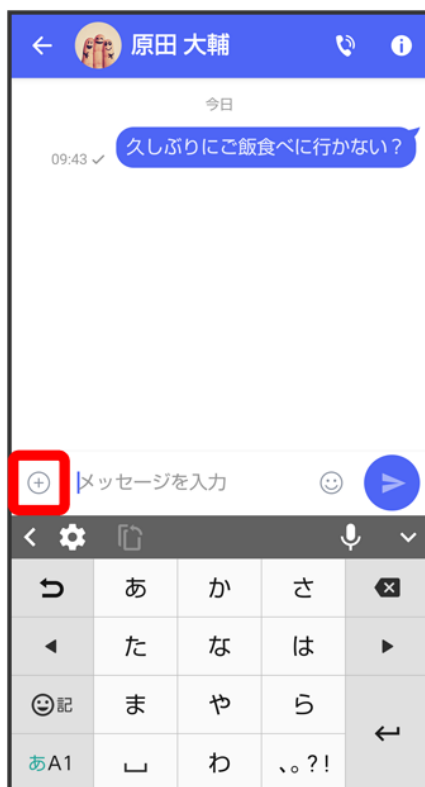 原田 大輔
今日
久しぶりにご飯食べに行かない？
09:43
メッセージを入力
あ か さ
た な は
記 ま や ら
あA1 わ 、。?!